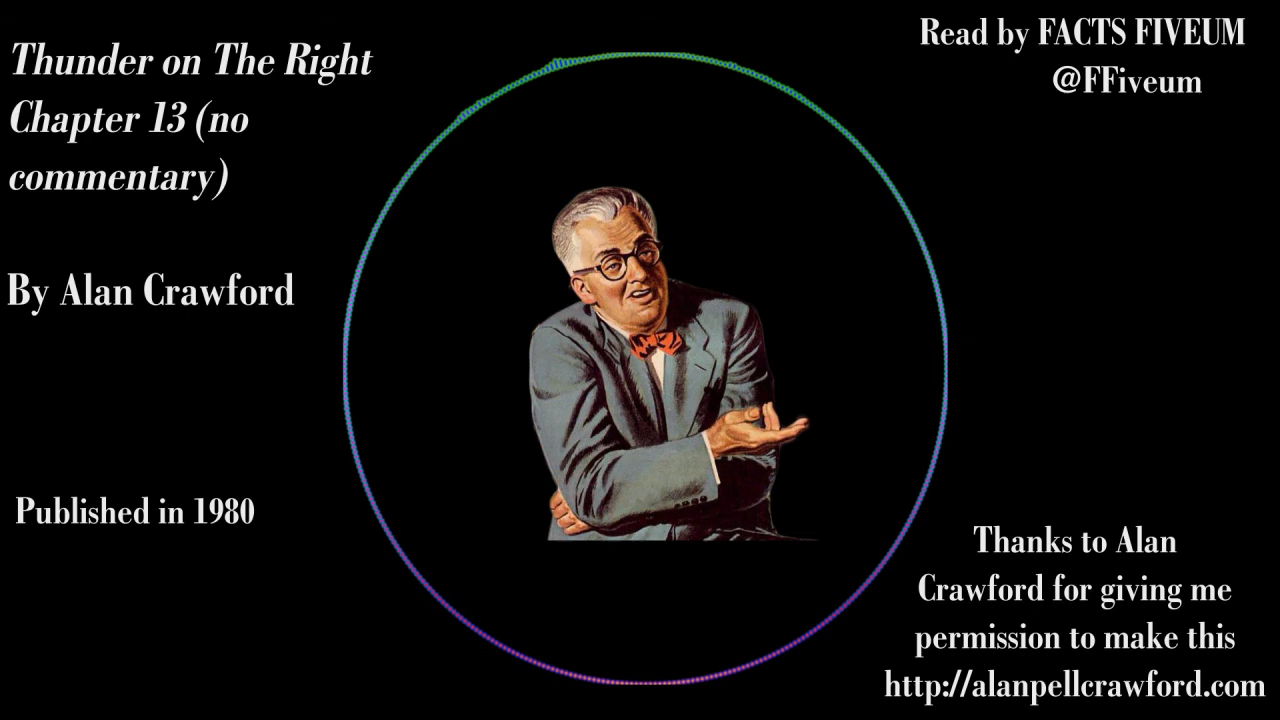 Thunder on The Right
Chapter 13 (no
commentary)
By Alan Crawford
Published in 1980
Read by FACTS FIVEUM
@FFiveum
Thanks to Alan
Crawford for giving me
permission to make this
http://alanpellcrawford.com